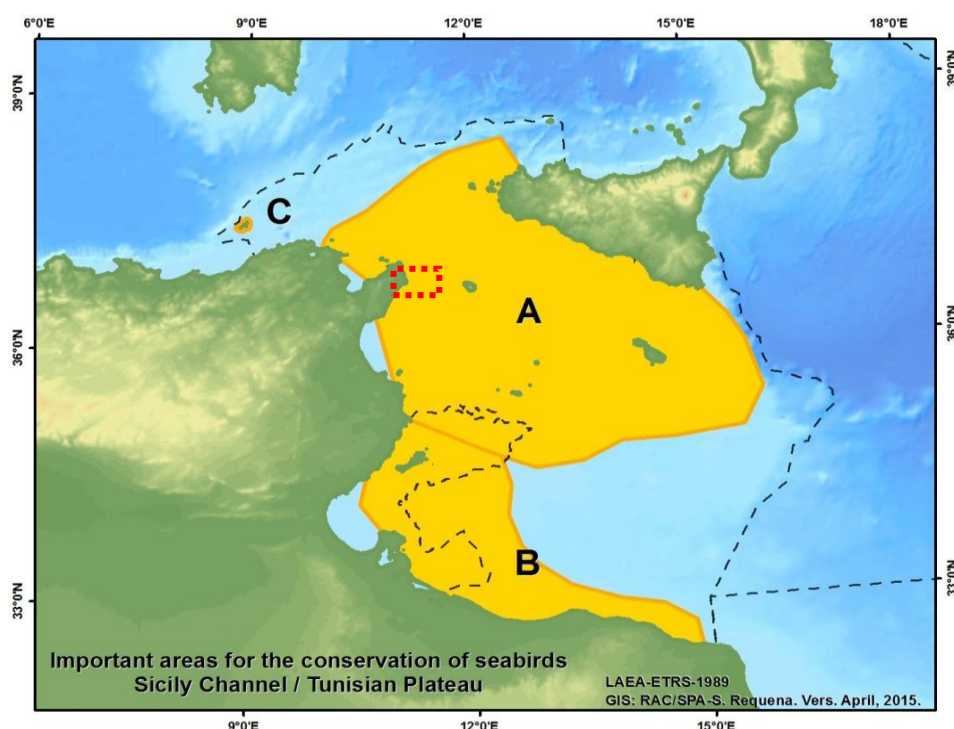 6°0'E 9°0'E 12°0'E 15°0'E 18°0'E
39°0'N
39°0'N
C
A
36°0'N
36°0'N
B
33°0'N
33°0'N
Important areas for the conservation of seabirds
Sicily Channel / Tunisian Plateau
LAEA-ETRS-1989
GIS: RAC/SPA-S. Requena. Vers. April, 2015.
9°0'E 12°0'E 15°0'E